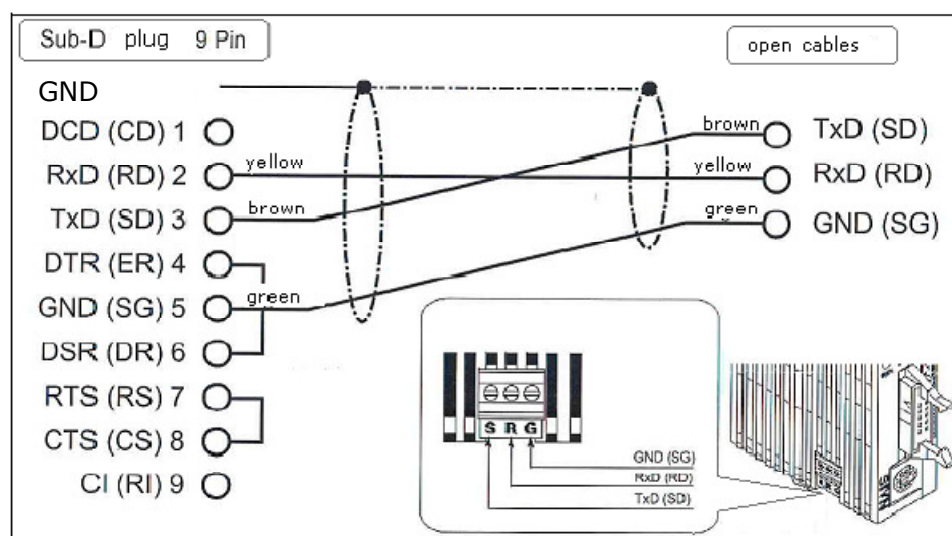 Sub-D plug 9 Pin
open cables
GND
DCD (CD) 1
brown
TxD (SD)
RxD (RD) 2
yellow
yellow
RxD (RD)
TxD (SD) 3
brown
green
GND (SG)
DTR (ER) 4
GND (SG) 5
green
DSR (DR) 6
RTS (RS) 7
CTS (CS) 8
CI (RI) 9
S R G
GND (SG)
RxD (RD)
TxD (SD)